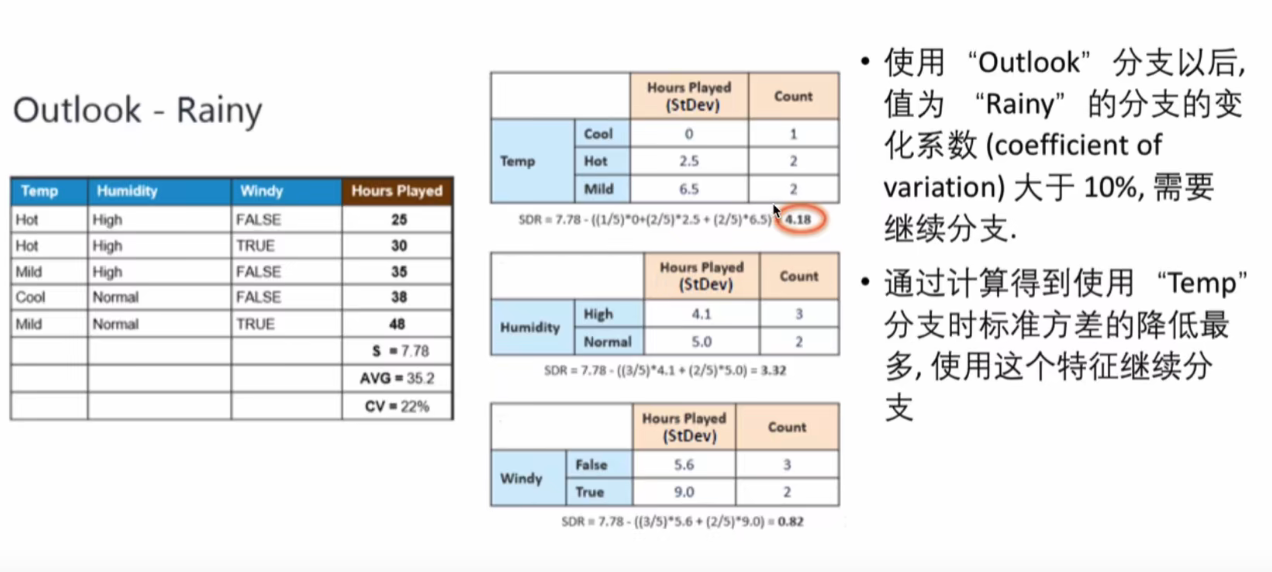 Outlook - Rainy
Temp Humidity Windy Hours Played
Hot High FALSE 25
Hot High TRUE 30
Mild High FALSE 35
Cool Normal FALSE 38
Mild Normal TRUE 48
S = 7.78
AVG = 35.2
CV = 22%
Hours Played
(StDev) Count
Temp
Cool 0 1
Hot 2.5 2
Mild 6.5 2
SDR = 7.78 - ((1/5)*0+(2/5)*2.5 + (2/5)*6.5) 4.18
Hours Played
(StDev) Count
Humidity
High 4.1 3
Normal 5.0 2
SDR = 7.78 - ((3/5)*4.1 + (2/5)*5.0) = 3.32
Hours Played
(StDev) Count
Windy
False 5.6 3
True 9.0 2
SDR = 7.78 - ((3/5)*5.6 + (2/5)*9.0) = 0.82
• 使用 “Outlook” 分支以后,
值为 “Rainy” 的分支的变
化系数 (coefficient of
variation) 大于 10%, 需要
继续分支.
• 通过计算得到使用 “Temp”
分支时标准方差的降低最
多, 使用这个特征继续分
支